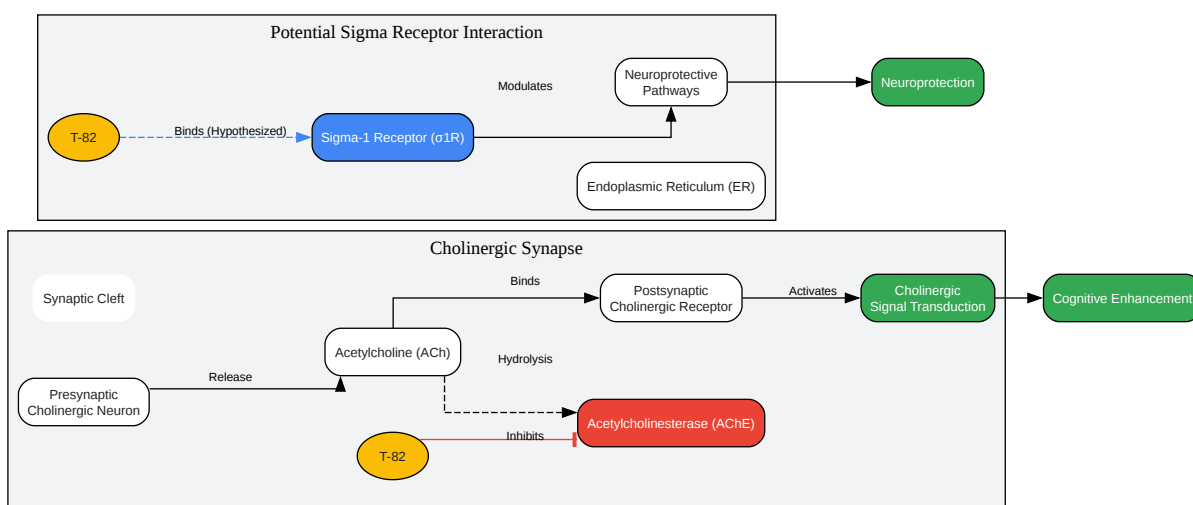 Potential Sigma Receptor Interaction
Modulates
Neuroprotective
Pathways
Neuroprotection
T-82
Binds (Hypothesized)
Sigma-1 Receptor (σ1R)
Endoplasmic Reticulum (ER)
Cholinergic Synapse
Synaptic Cleft
Binds
Postsynaptic
Cholinergic Receptor
Activates
Cholinergic
Signal Transduction
Cognitive Enhancement
Acetylcholine (ACh)
Hydrolysis
Release
Presynaptic
Cholinergic Neuron
Acetylcholinesterase (AChE)
Inhibits
T-82